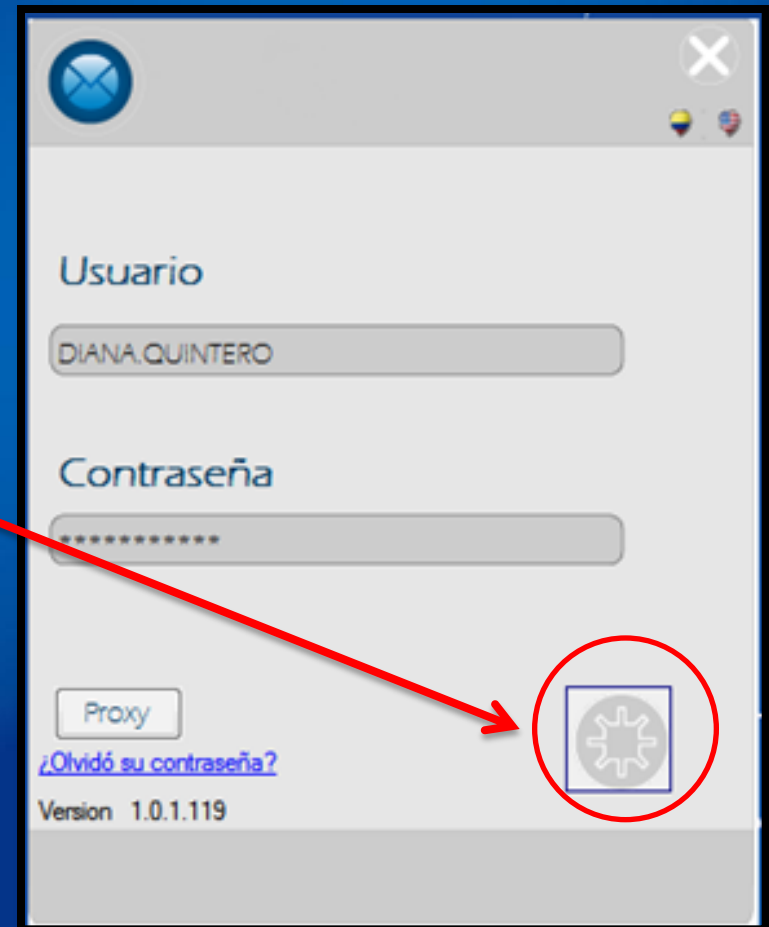 Usuario
DIANA.QUINTERO
Contraseña
***********
Proxy
¿Olvidó su contraseña?
Version 1.0.1.119